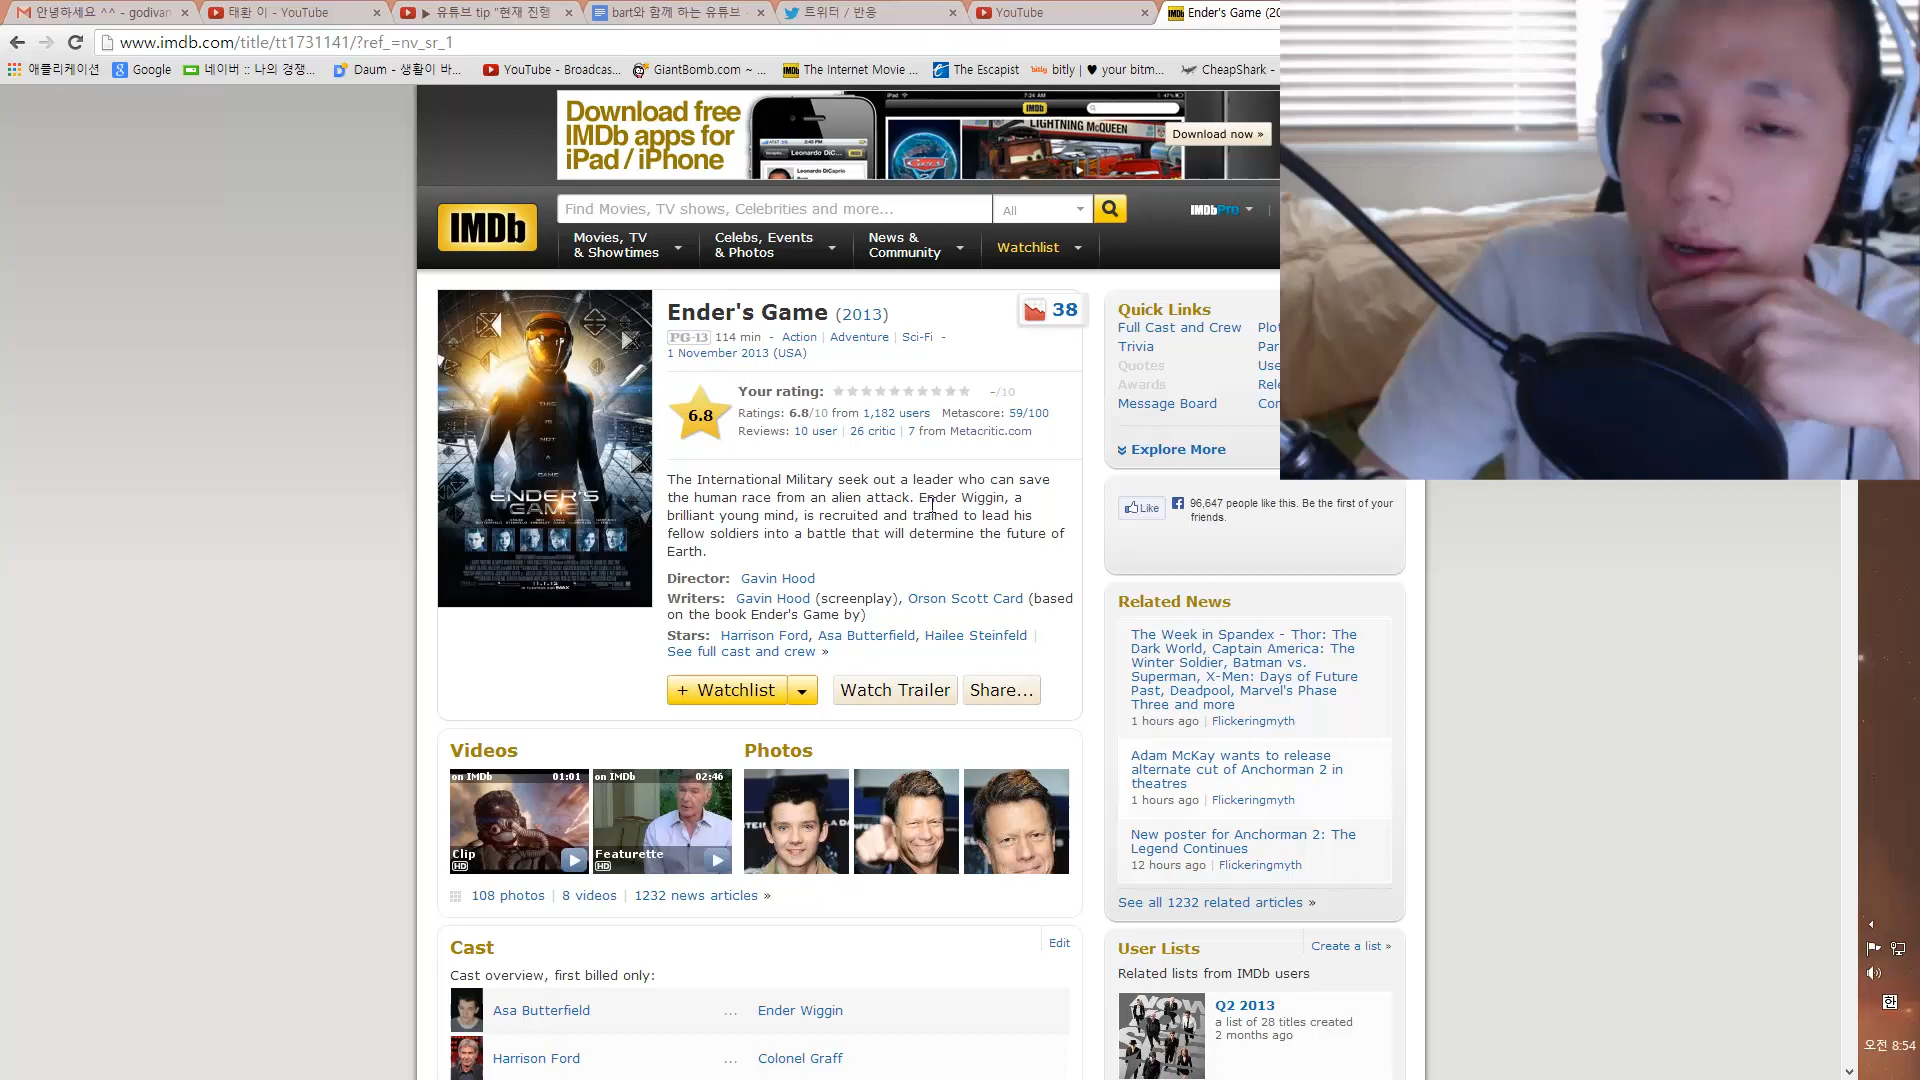 안녕하세요 ^^ - godivan
태환 이 - YouTube
▶ 유튜브 tip "현재 진행
bart와 함께 하는 유튜브
트위터 / 반응
YouTube
Ender's Game (20
www.imdb.com/title/tt1731141/?ref_=nv_sr_1
애플리케이션
Google
네이버 :: 나의 경쟁...
Daum - 생활이 바...
YouTube - Broadcas...
GiantBomb.com ~ ...
The Internet Movie ...
The Escapist
bitly | ♥ your bitm...
CheapShark -
Download free
IMDb apps for
iPad / iPhone
LIGHTNING McQUEEN
Download now »
IMDb
Find Movies, TV shows, Celebrities and more...
All
IMDbPro
Movies, TV
& Showtimes
Celebs, Events
& Photos
News &
Community
Watchlist
THIS
IS
NOT
A
GAME
ENDER'S
GAME
11.1.13
Ender's Game (2013)
38
PG-13 114 min - Action | Adventure | Sci-Fi -
1 November 2013 (USA)
6.8
Your rating: -/10
Ratings: 6.8/10 from 1,182 users Metascore: 59/100
Reviews: 10 user | 26 critic | 7 from Metacritic.com
The International Military seek out a leader who can save
the human race from an alien attack. Ender Wiggin, a
brilliant young mind, is recruited and trained to lead his
fellow soldiers into a battle that will determine the future of
Earth.
Director: Gavin Hood
Writers: Gavin Hood (screenplay), Orson Scott Card (based
on the book Ender's Game by)
Stars: Harrison Ford, Asa Butterfield, Hailee Steinfeld |
See full cast and crew »
+ Watchlist
Watch Trailer
Share...
Videos
on IMDb 01:01
Clip
HD
on IMDb 02:46
Featurette
HD
Photos
108 photos | 8 videos | 1232 news articles »
Cast
Edit
Cast overview, first billed only:
Asa Butterfield ... Ender Wiggin
Harrison Ford ... Colonel Graff
Quick Links
Full Cast and Crew
Plot
Trivia
Par
Quotes
Use
Awards
Rele
Message Board
Con
Explore More
Like
96,647 people like this. Be the first of your
friends.
Related News
The Week in Spandex - Thor: The
Dark World, Captain America: The
Winter Soldier, Batman vs.
Superman, X-Men: Days of Future
Past, Deadpool, Marvel's Phase
Three and more
1 hours ago | Flickeringmyth
Adam McKay wants to release
alternate cut of Anchorman 2 in
theatres
1 hours ago | Flickeringmyth
New poster for Anchorman 2: The
Legend Continues
12 hours ago | Flickeringmyth
See all 1232 related articles »
User Lists
Create a list »
Related lists from IMDb users
Q2 2013
a list of 28 titles created
2 months ago
한
오전 8:54